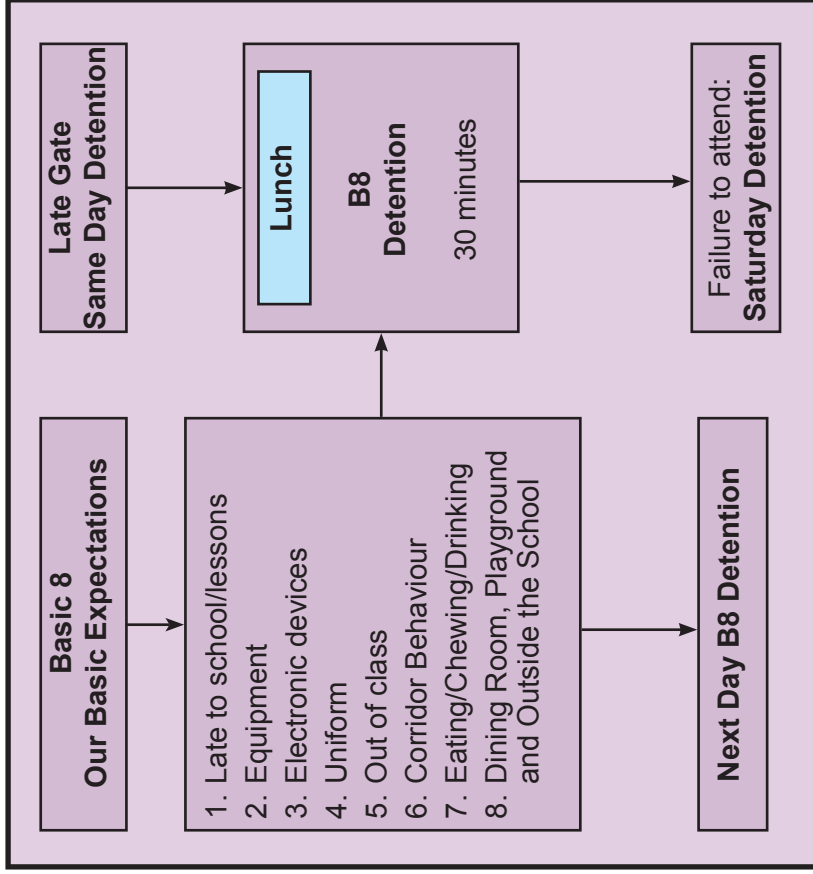 Basic 8
Our Basic Expectations
1. Late to school/lessons
2. Equipment
3. Electronic devices
4. Uniform
5. Out of class
6. Corridor Behaviour
7. Eating/Chewing/Drinking
8. Dining Room, Playground
and Outside the School
Next Day B8 Detention
Late Gate
Same Day Detention
Lunch
B8
Detention
30 minutes
Failure to attend:
Saturday Detention